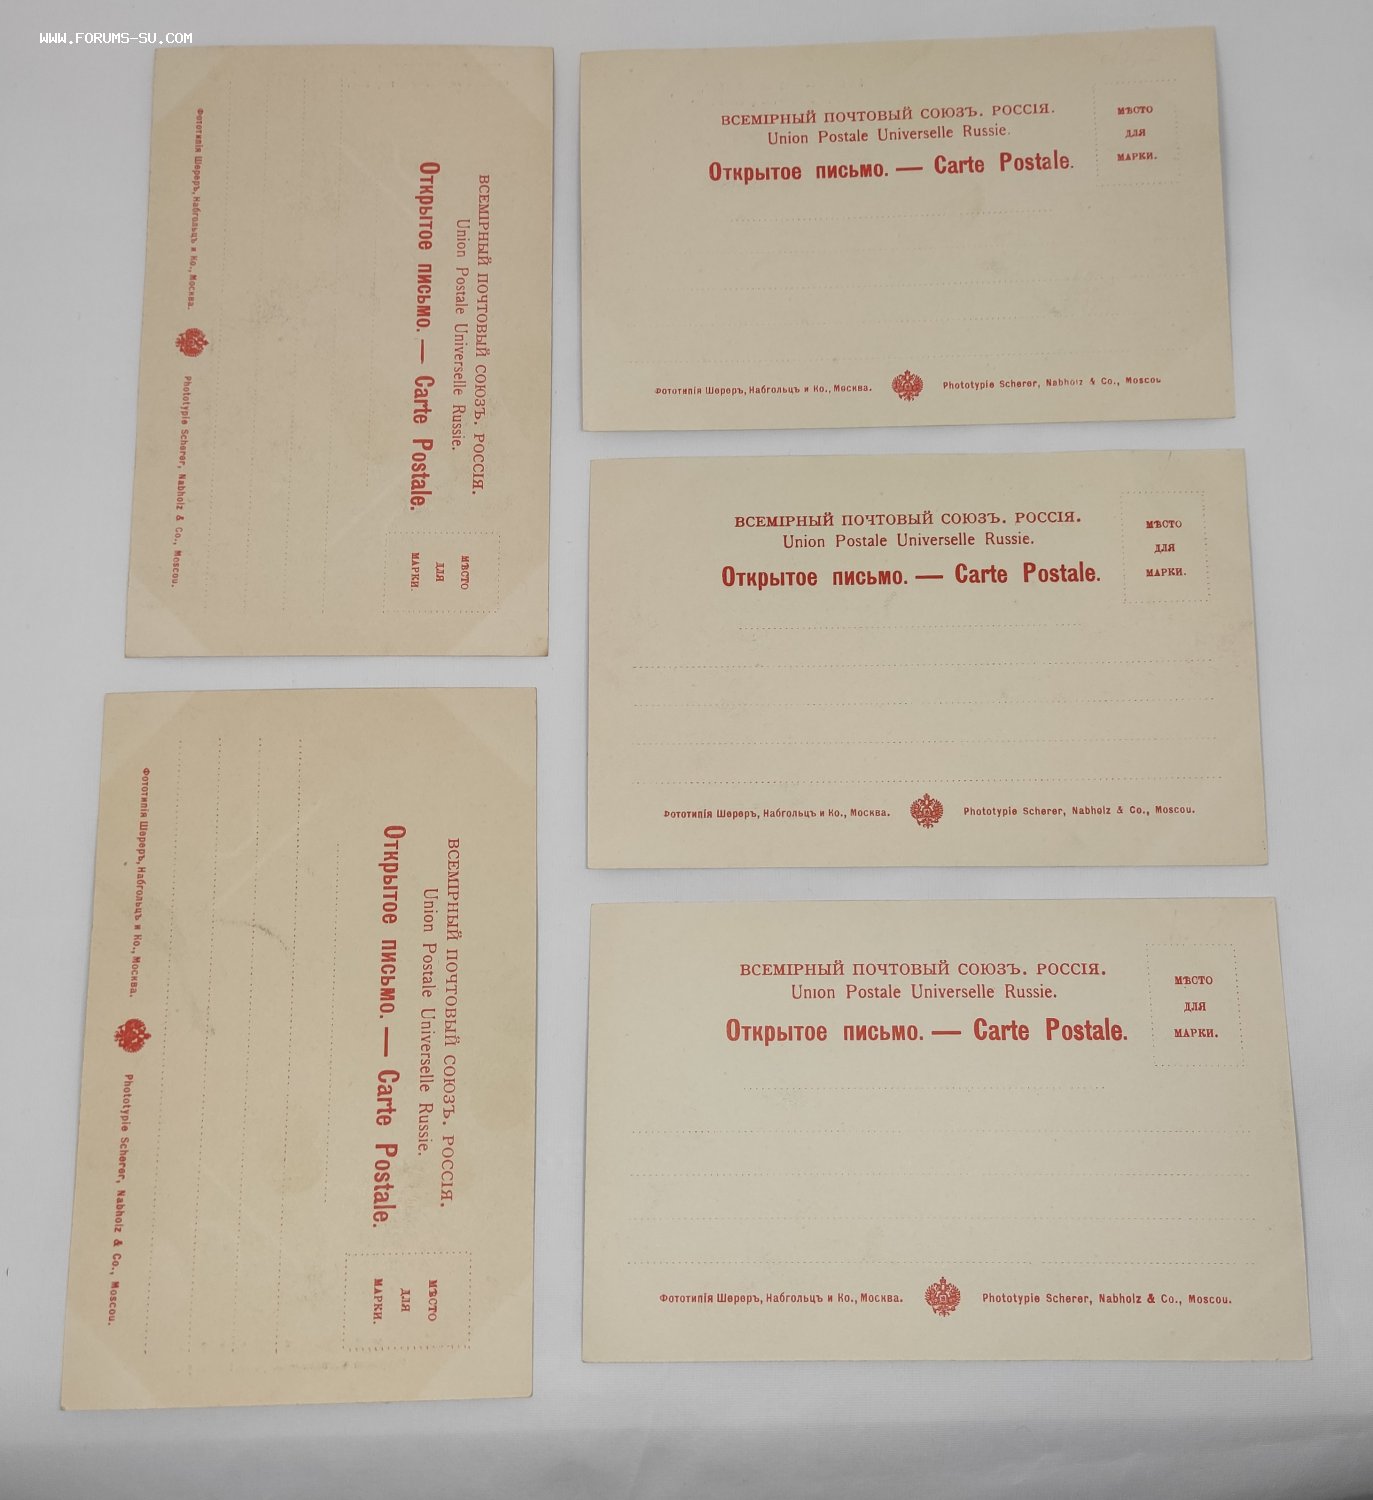 WWW.FORUMS-SU.COM
ВСЕМІРНЫЙ ПОЧТОВЫЙ СОЮЗЪ. РОССІЯ.
Union Postale Universelle Russie.
Открытое письмо. — Carte Postale.
МѢСТО
ДЛЯ
МАРКИ.
Фототипія Шереръ, Набгольцъ и Ко., Москва.
Phototypie Scherer, Nabholz & Co., Moscou.
ВСЕМІРНЫЙ ПОЧТОВЫЙ СОЮЗЪ. РОССІЯ.
Union Postale Universelle Russie.
Открытое письмо. — Carte Postale.
МѢСТО
ДЛЯ
МАРКИ.
Фототипія Шереръ, Набгольцъ и Ко., Москва.
Phototypie Scherer, Nabholz & Co., Moscou
ВСЕМІРНЫЙ ПОЧТОВЫЙ СОЮЗЪ. РОССІЯ.
Union Postale Universelle Russie.
Открытое письмо. — Carte Postale.
МѢСТО
ДЛЯ
МАРКИ.
Фототипія Шереръ, Набгольцъ и Ко., Москва.
Phototypie Scherer, Nabholz & Co., Moscou.
ВСЕМІРНЫЙ ПОЧТОВЫЙ СОЮЗЪ. РОССІЯ.
Union Postale Universelle Russie.
Открытое письмо. — Carte Postale.
МѢСТО
ДЛЯ
МАРКИ.
Фототипія Шереръ, Набгольцъ и Ко., Москва.
Phototypie Scherer, Nabholz & Co., Moscou.
ВСЕМІРНЫЙ ПОЧТОВЫЙ СОЮЗЪ. РОССІЯ.
Union Postale Universelle Russie.
Открытое письмо. — Carte Postale.
МѢСТО
ДЛЯ
МАРКИ.
Фототипія Шереръ, Набгольцъ и Ко., Москва.
Phototypie Scherer, Nabholz & Co., Moscou.